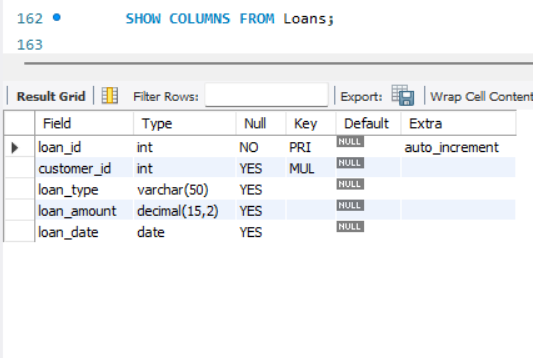 162 SHOW COLUMNS FROM Loans;
163
Result Grid Filter Rows: Export: Wrap Cell Content
Field Type Null Key Default Extra
loan_id int NO PRI NULL auto_increment
customer_id int YES MUL NULL
loan_type varchar(50) YES NULL
loan_amount decimal(15,2) YES NULL
loan_date date YES NULL